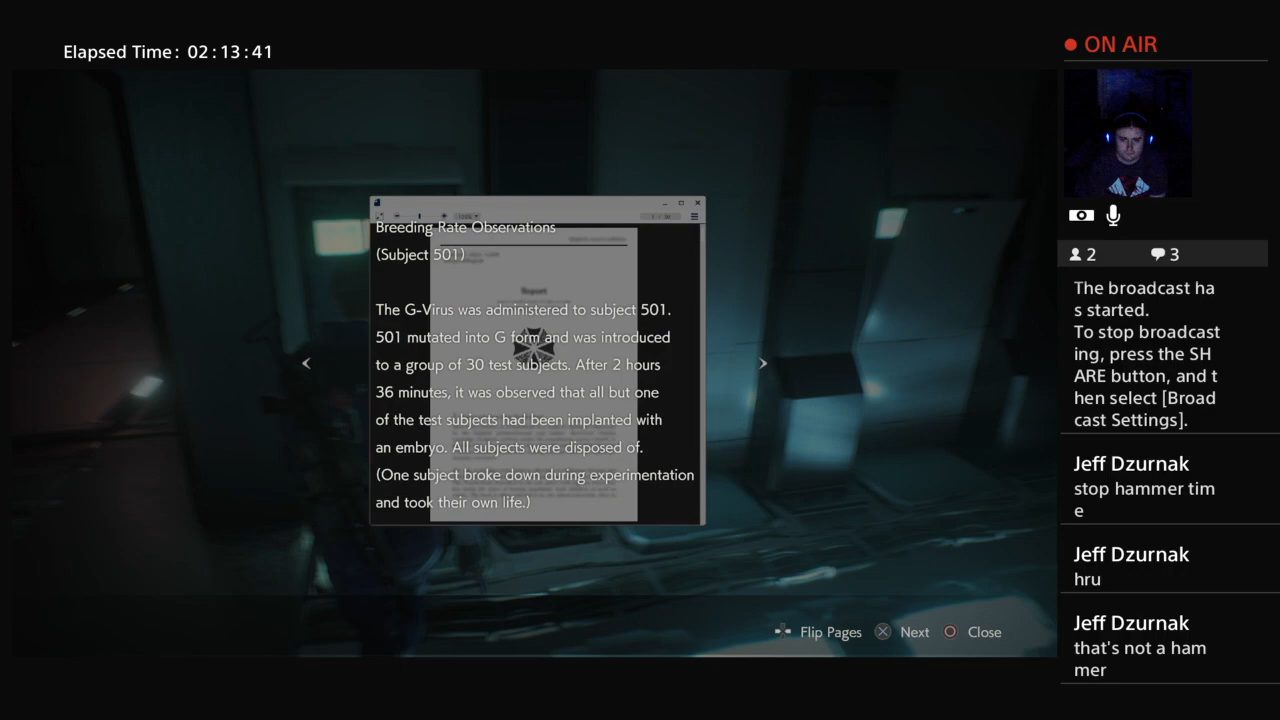 Elapsed Time: 02:13:41
ON AIR
2
3
Breeding Rate Observations
(Subject 501)
The G-Virus was administered to subject 501.
501 mutated into G form and was introduced
to a group of 30 test subjects. After 2 hours
36 minutes, it was observed that all but one
of the test subjects had been implanted with
an embryo. All subjects were disposed of.
(One subject broke down during experimentation
and took their own life.)
Report
Flip Pages
Next
Close
The broadcast ha
s started.
To stop broadcast
ing, press the SH
ARE button, and t
hen select [Broad
cast Settings].
Jeff Dzurnak
stop hammer tim
e
Jeff Dzurnak
hru
Jeff Dzurnak
that's not a ham
mer